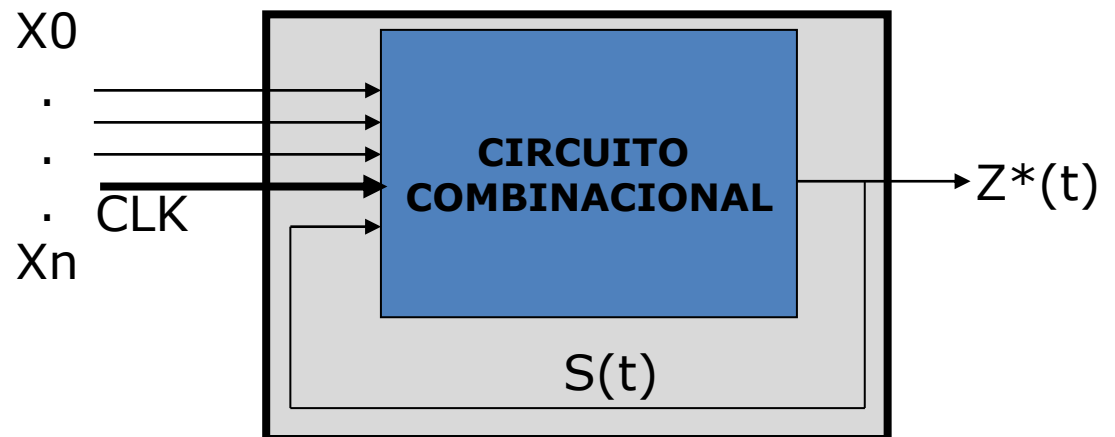 X0
.
.
.
CLK
Xn
CIRCUITO
COMBINACIONAL
Z*(t)
S(t)